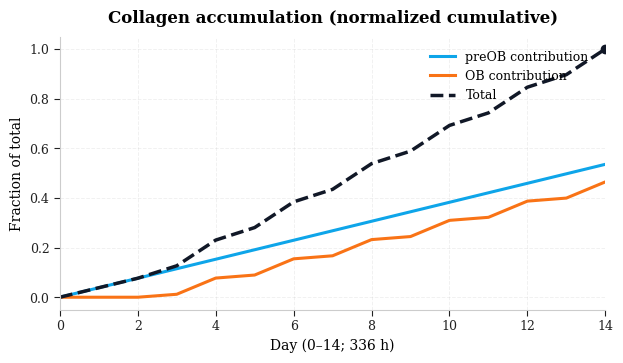 Collagen accumulation (normalized cumulative)
Fraction of total
1.0
0.8
0.6
0.4
0.2
0.0
preOB contribution
OB contribution
Total
0 2 4 6 8 10 12 14
Day (0–14; 336 h)